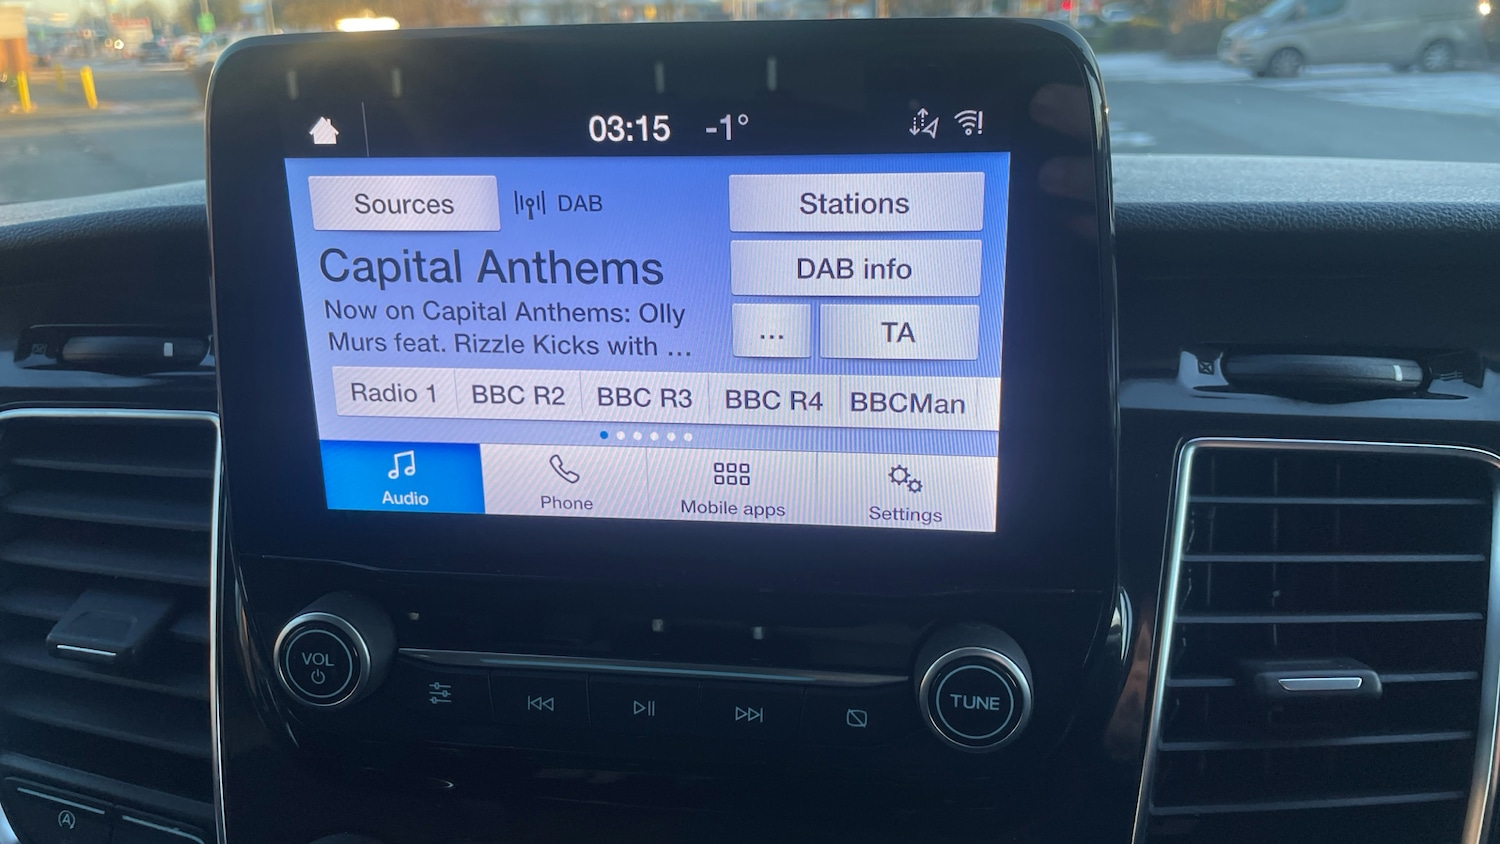 03:15 -1°
Sources DAB Stations
Capital Anthems
DAB info
Now on Capital Anthems: Olly
Murs feat. Rizzle Kicks with ...
... TA
Radio 1 BBC R2 BBC R3 BBC R4 BBCMan
Audio Phone Mobile apps Settings
VOL
TUNE
A